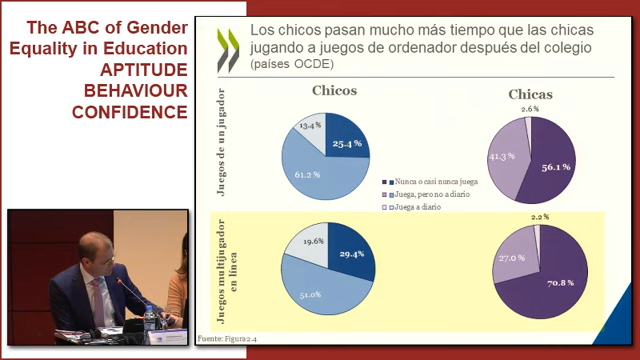 The ABC of Gender
Equality in Education
APTITUDE
BEHAVIOUR
CONFIDENCE
Los chicos pasan mucho más tiempo que las chicas
jugando a juegos de ordenador después del colegio
(países OCDE)
Chicos
Chicas
Juegos de un jugador
13.4 %
25.4 %
61.2 %
2.6 %
41.3 %
56.1 %
Nunca o casi nunca juega
Juega, pero no a diario
Juega a diario
Juegos multijugador
en línea
19.6%
29.4%
51.0%
2.2 %
27.0 %
70.8 %
Fuente: Figura 2.4